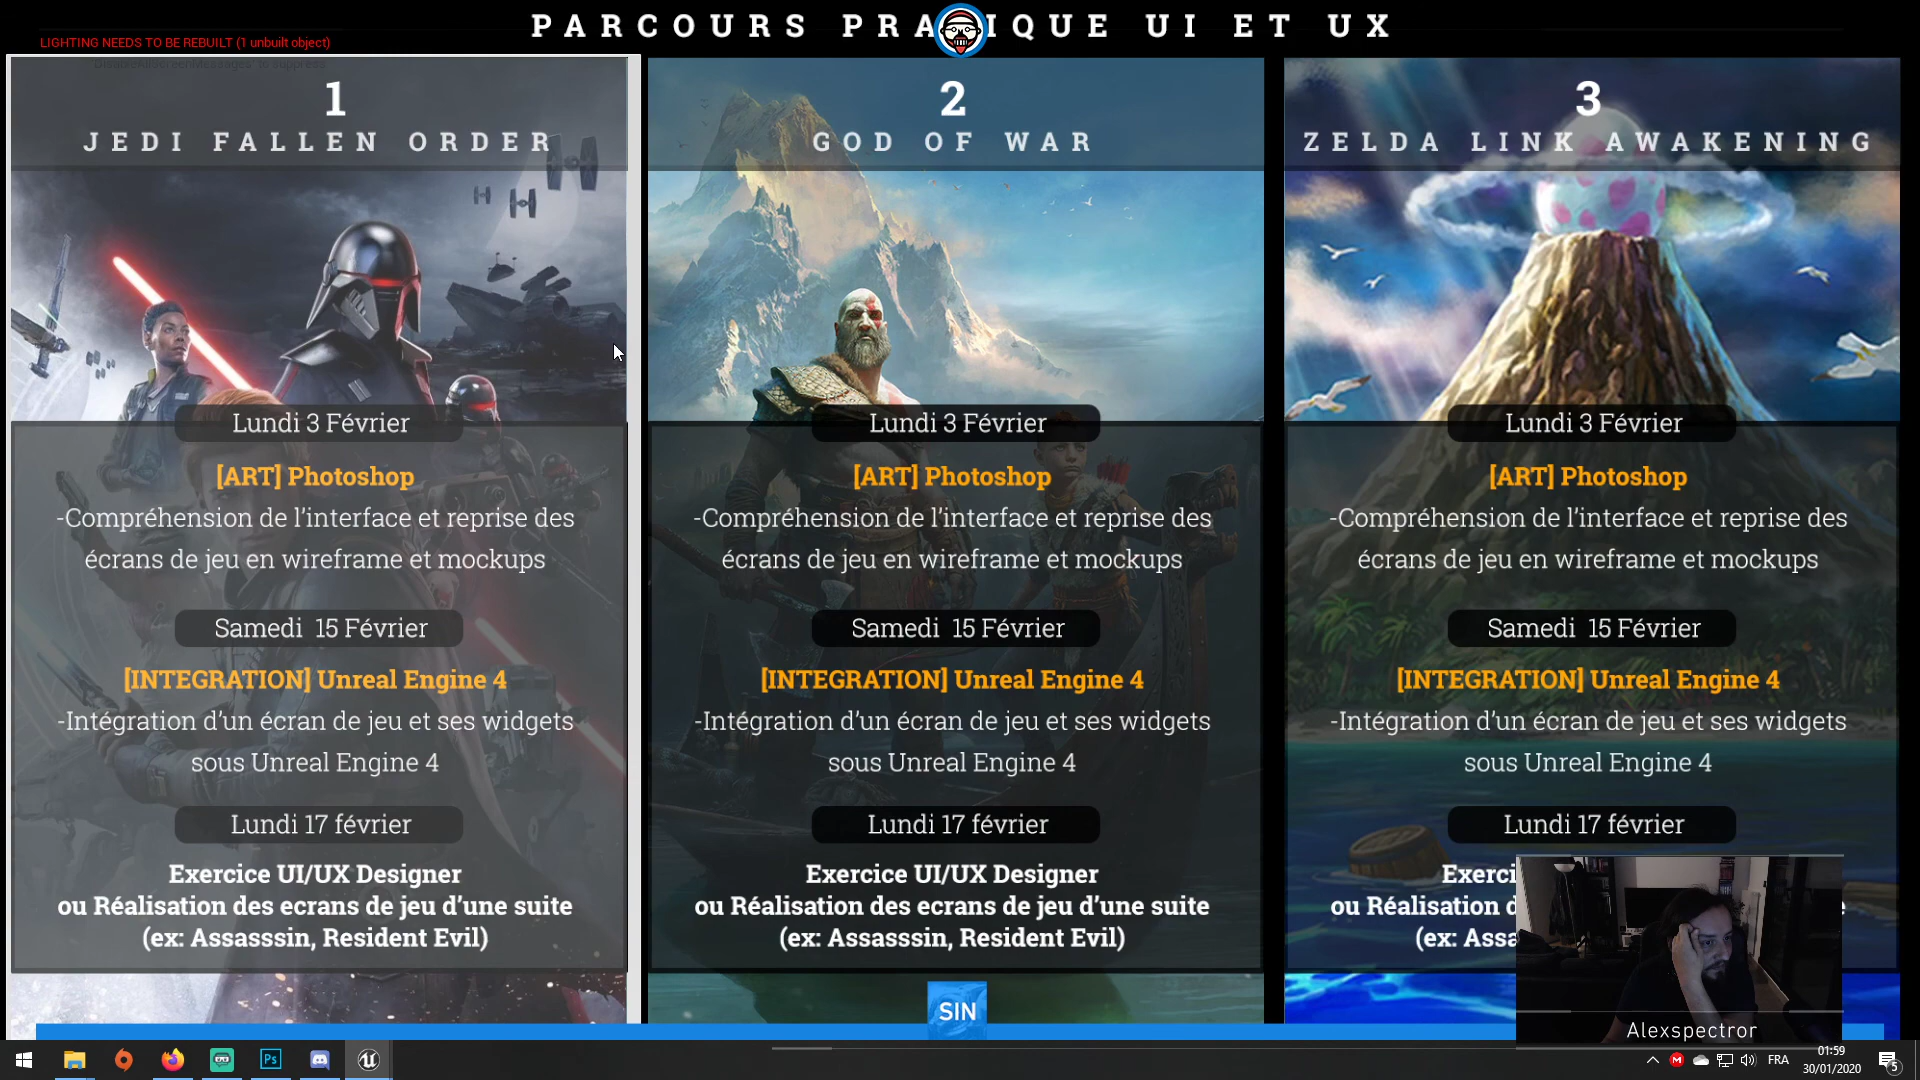 PARCOURS PRA IQUE UI ET UX
LIGHTING NEEDS TO BE REBUILT (1 unbuilt object)
'DisableAllScreenMessages' to suppress
1
JEDI FALLEN ORDER
Lundi 3 Février
[ART] Photoshop
-Compréhension de l’interface et reprise des
écrans de jeu en wireframe et mockups
Samedi 15 Février
[INTEGRATION] Unreal Engine 4
-Intégration d’un écran de jeu et ses widgets
sous Unreal Engine 4
Lundi 17 février
Exercice UI/UX Designer
ou Réalisation des ecrans de jeu d’une suite
(ex: Assasssin, Resident Evil)
2
GOD OF WAR
Lundi 3 Février
[ART] Photoshop
-Compréhension de l’interface et reprise des
écrans de jeu en wireframe et mockups
Samedi 15 Février
[INTEGRATION] Unreal Engine 4
-Intégration d’un écran de jeu et ses widgets
sous Unreal Engine 4
Lundi 17 février
Exercice UI/UX Designer
ou Réalisation des ecrans de jeu d’une suite
(ex: Assasssin, Resident Evil)
SIN
3
ZELDA LINK AWAKENING
Lundi 3 Février
[ART] Photoshop
-Compréhension de l’interface et reprise des
écrans de jeu en wireframe et mockups
Samedi 15 Février
[INTEGRATION] Unreal Engine 4
-Intégration d’un écran de jeu et ses widgets
sous Unreal Engine 4
Lundi 17 février
Exerci
ou Réalisation d e
(ex: Assa
Alexspectror
Ps
M
FRA
01:59
30/01/2020
5